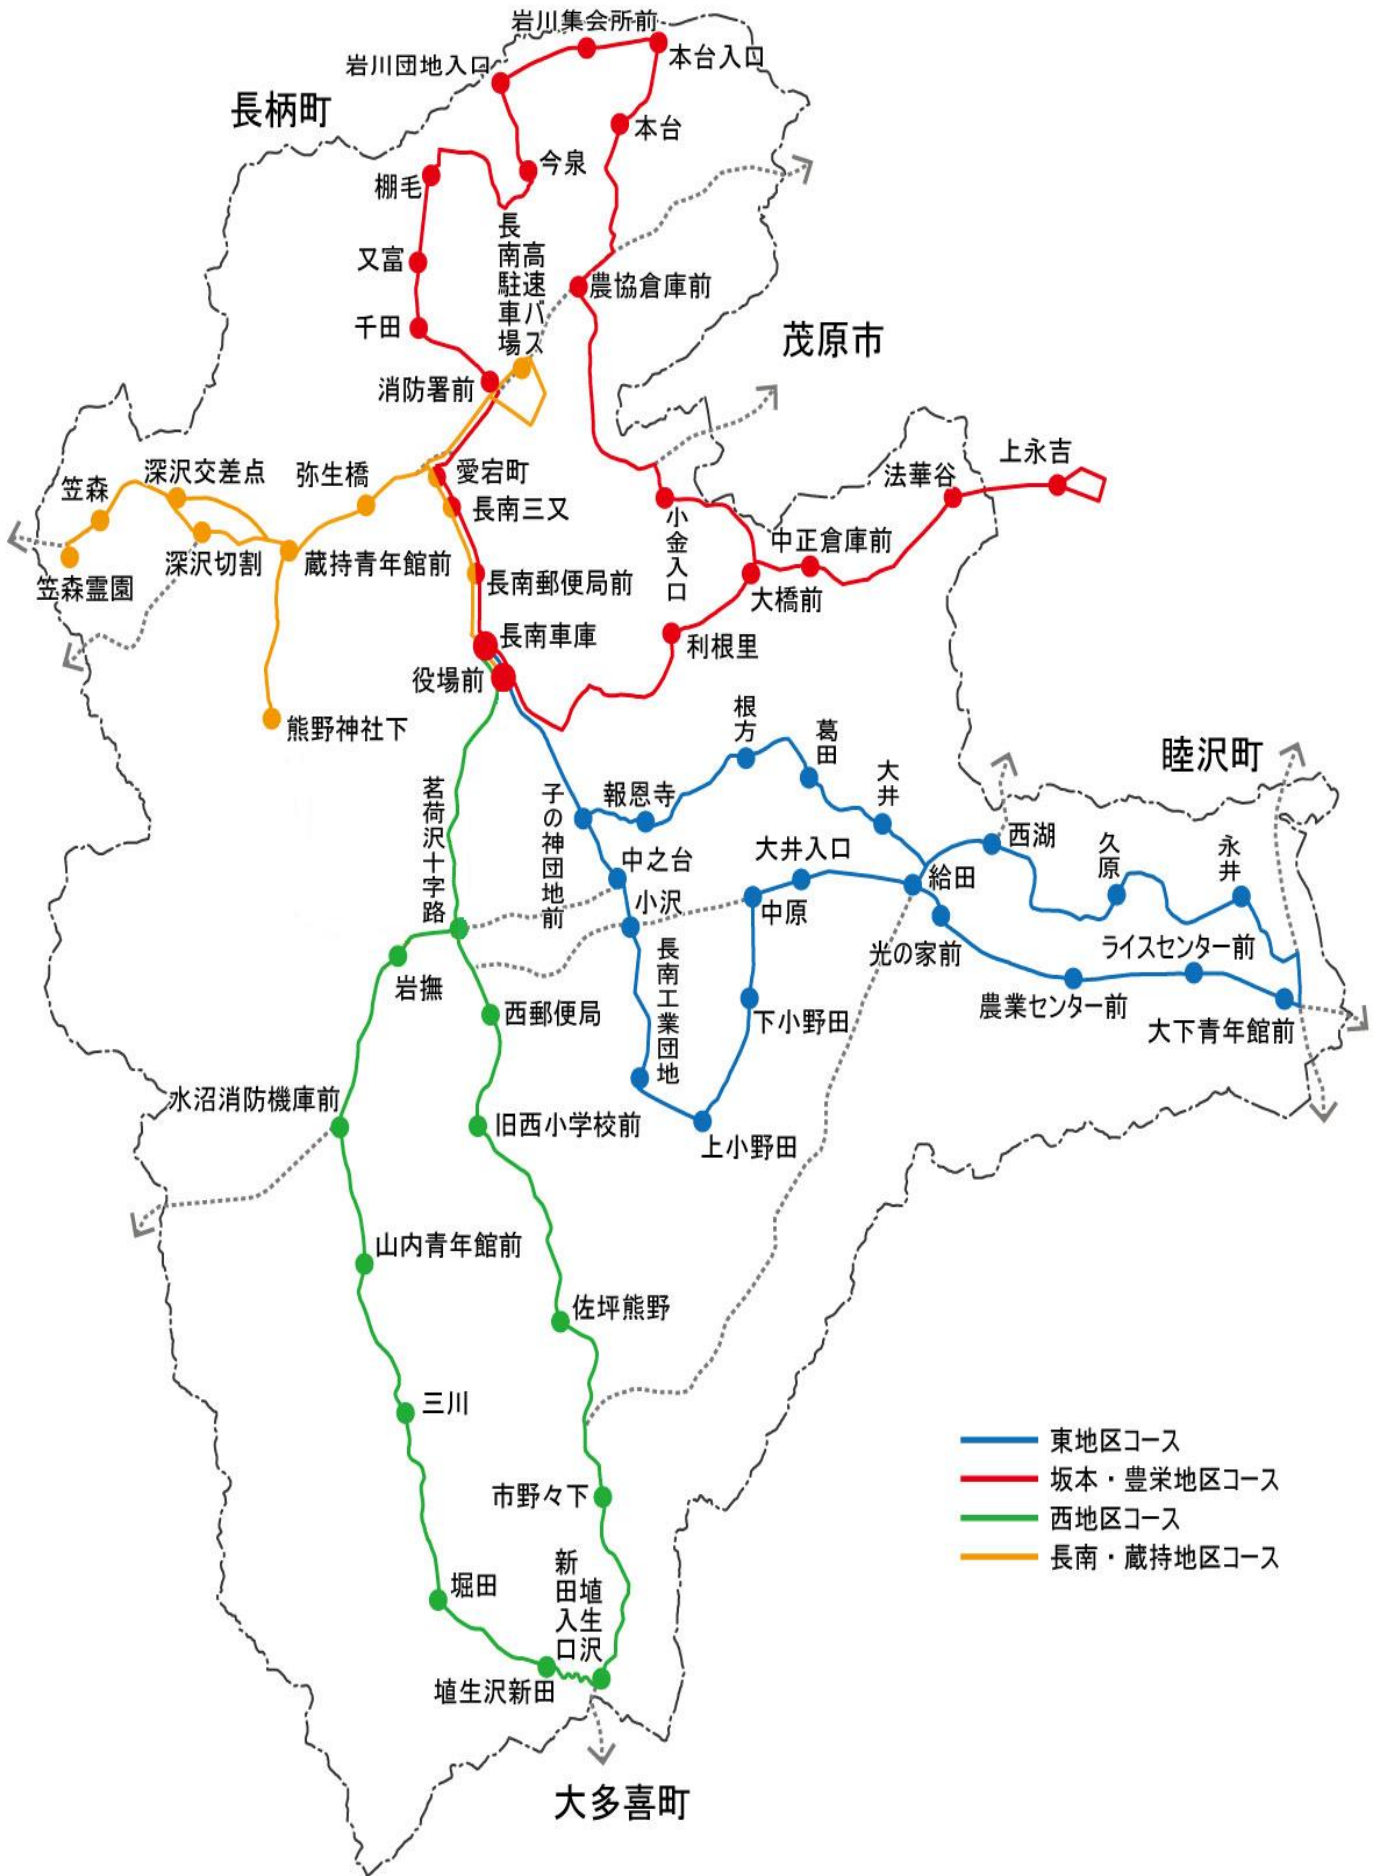 岩川集会所前
岩川団地入口
本台入口
長柄町
本台
今泉
棚毛
又富
長南駐車場
高速バス
農協倉庫前
千田
茂原市
消防署前
深沢交差点
弥生橋
愛宕町
法華谷
上永吉
笠森
長南三又
小金入口
中正倉庫前
深沢切割
蔵持青年館前
笠森霊園
長南郵便局前
大橋前
長南車庫
利根里
役場前
熊野神社下
根方
葛田
睦沢町
大井
茗荷沢十字路
子の神団地前
報恩寺
中之台
大井入口
西湖
久原
永井
給田
小沢
中原
長南工業団地
光の家前
ライスセンター前
岩撫
西郵便局
下小野田
農業センター前
大下青年館前
水沼消防機庫前
旧西小学校前
上小野田
山内青年館前
佐坪熊野
三川
東地区コース
坂本・豊栄地区コース
市野々下
西地区コース
長南・蔵持地区コース
新田入口
埴生沢
堀田
埴生沢新田
大多喜町